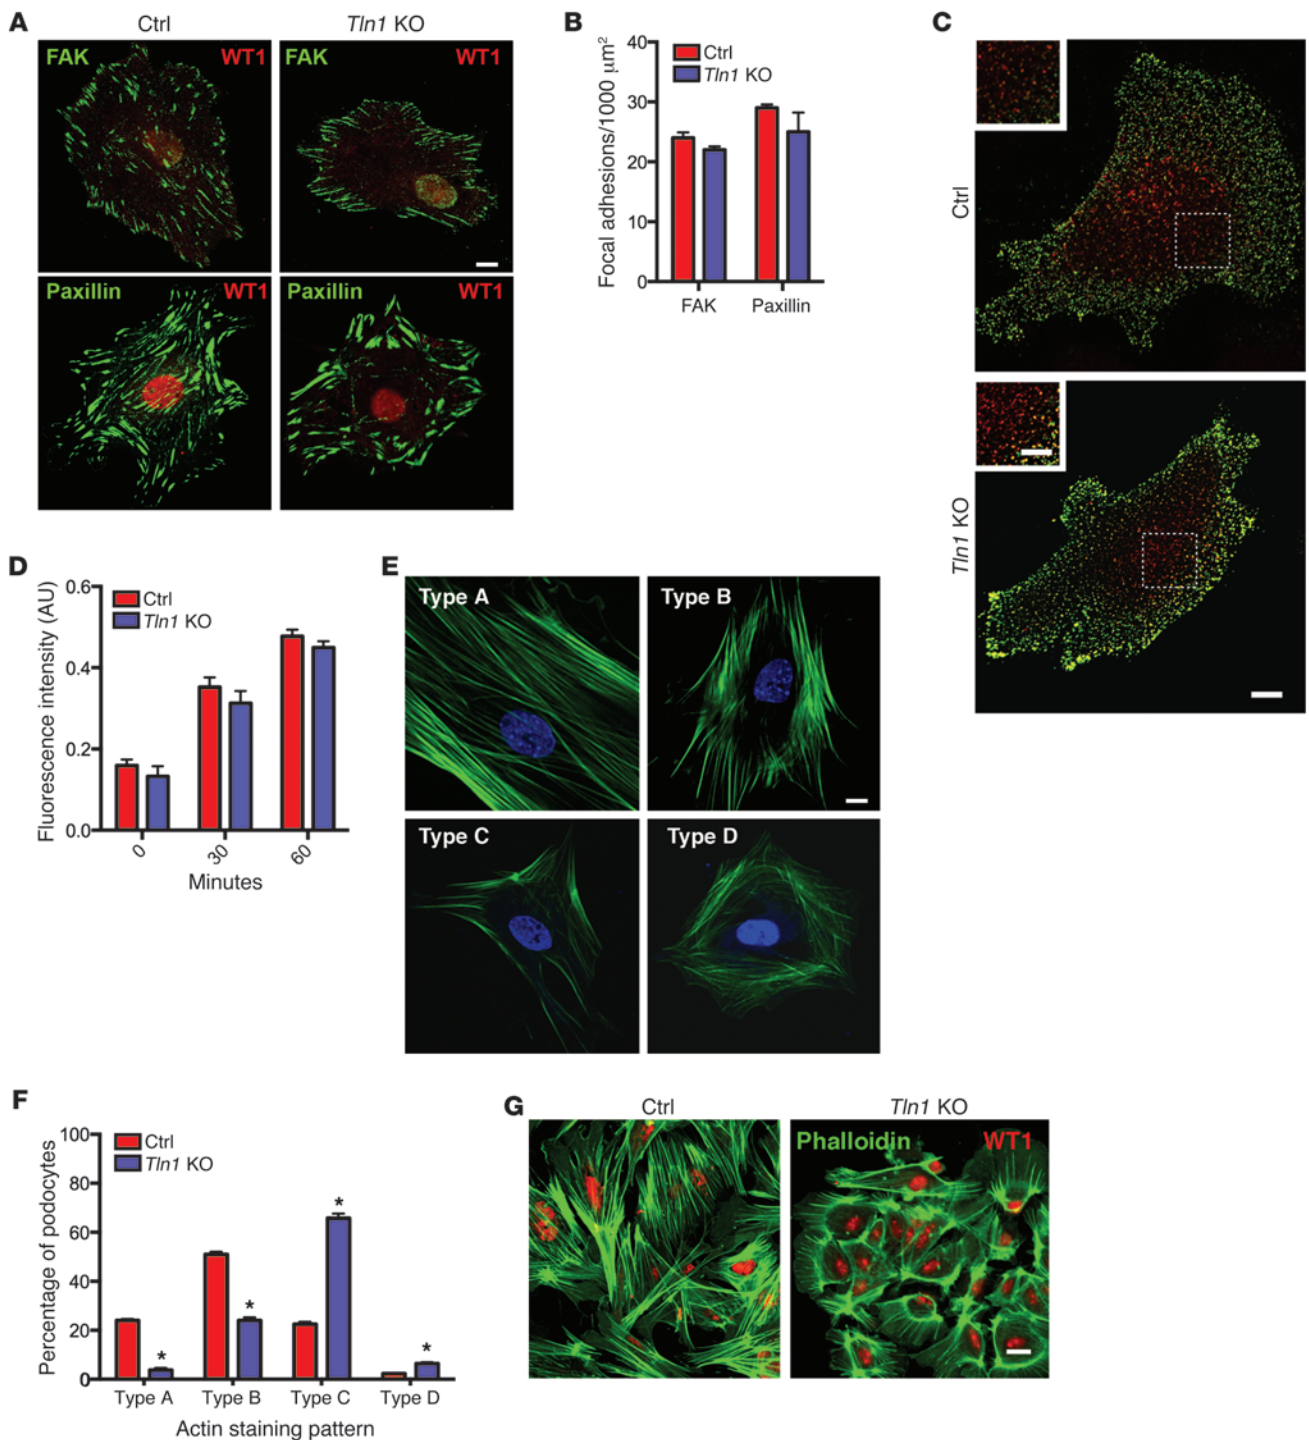 A
Ctrl
Tln1 KO
FAK
WT1
FAK
WT1
Paxillin
WT1
Paxillin
WT1
B
Focal adhesions/1000 μm²
40
30
20
10
0
Ctrl
Tln1 KO
FAK
Paxillin
C
Ctrl
Tln1 KO
D
Fluorescence intensity (AU)
0.6
0.4
0.2
0.0
Ctrl
Tln1 KO
0
30
60
Minutes
E
Type A
Type B
Type C
Type D
F
Percentage of podocytes
100
80
60
40
20
0
Ctrl
Tln1 KO
*
*
*
*
Type A
Type B
Type C
Type D
Actin staining pattern
G
Ctrl
Tln1 KO
Phalloidin
WT1